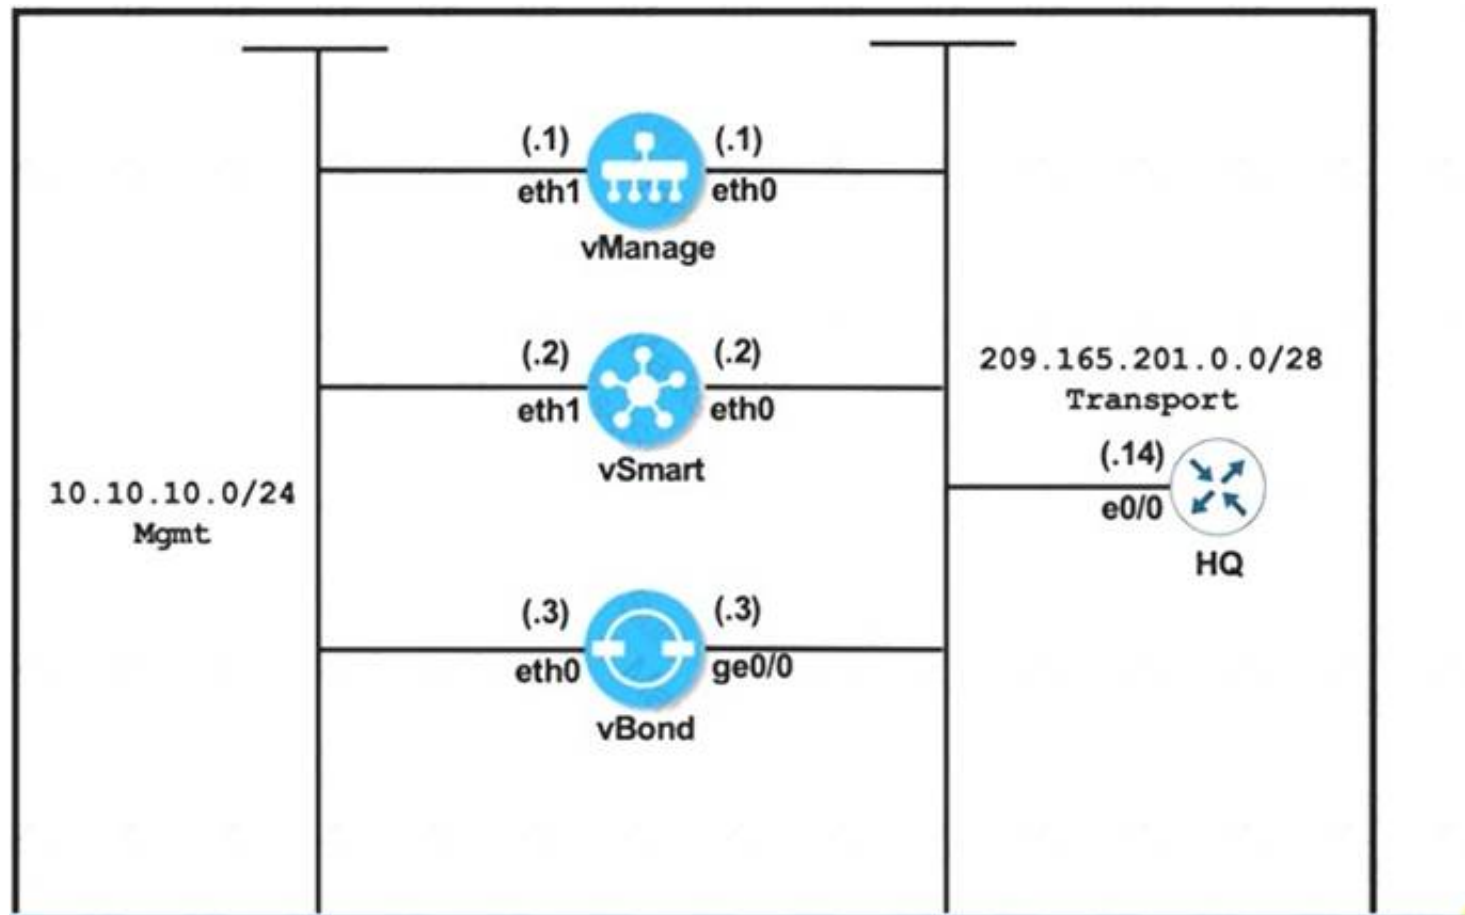 (.1) (.1)
eth1 eth0
vManage
(.2) (.2)
eth1 eth0
vSmart
209.165.201.0.0/28
Transport
(.14)
e0/0
HQ
10.10.10.0/24
Mgmt
(.3) (.3)
eth0 ge0/0
vBond